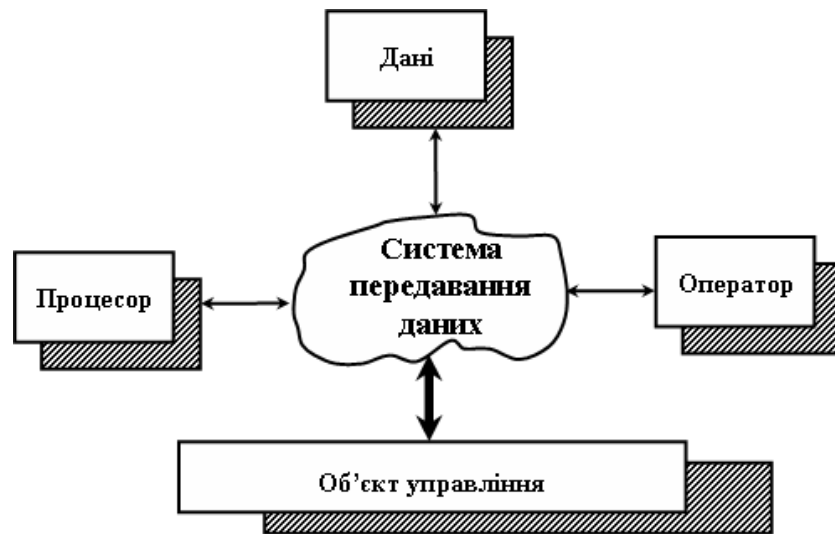 Дані
Система
передавання
даних
Процесор
Оператор
Об’єкт управління